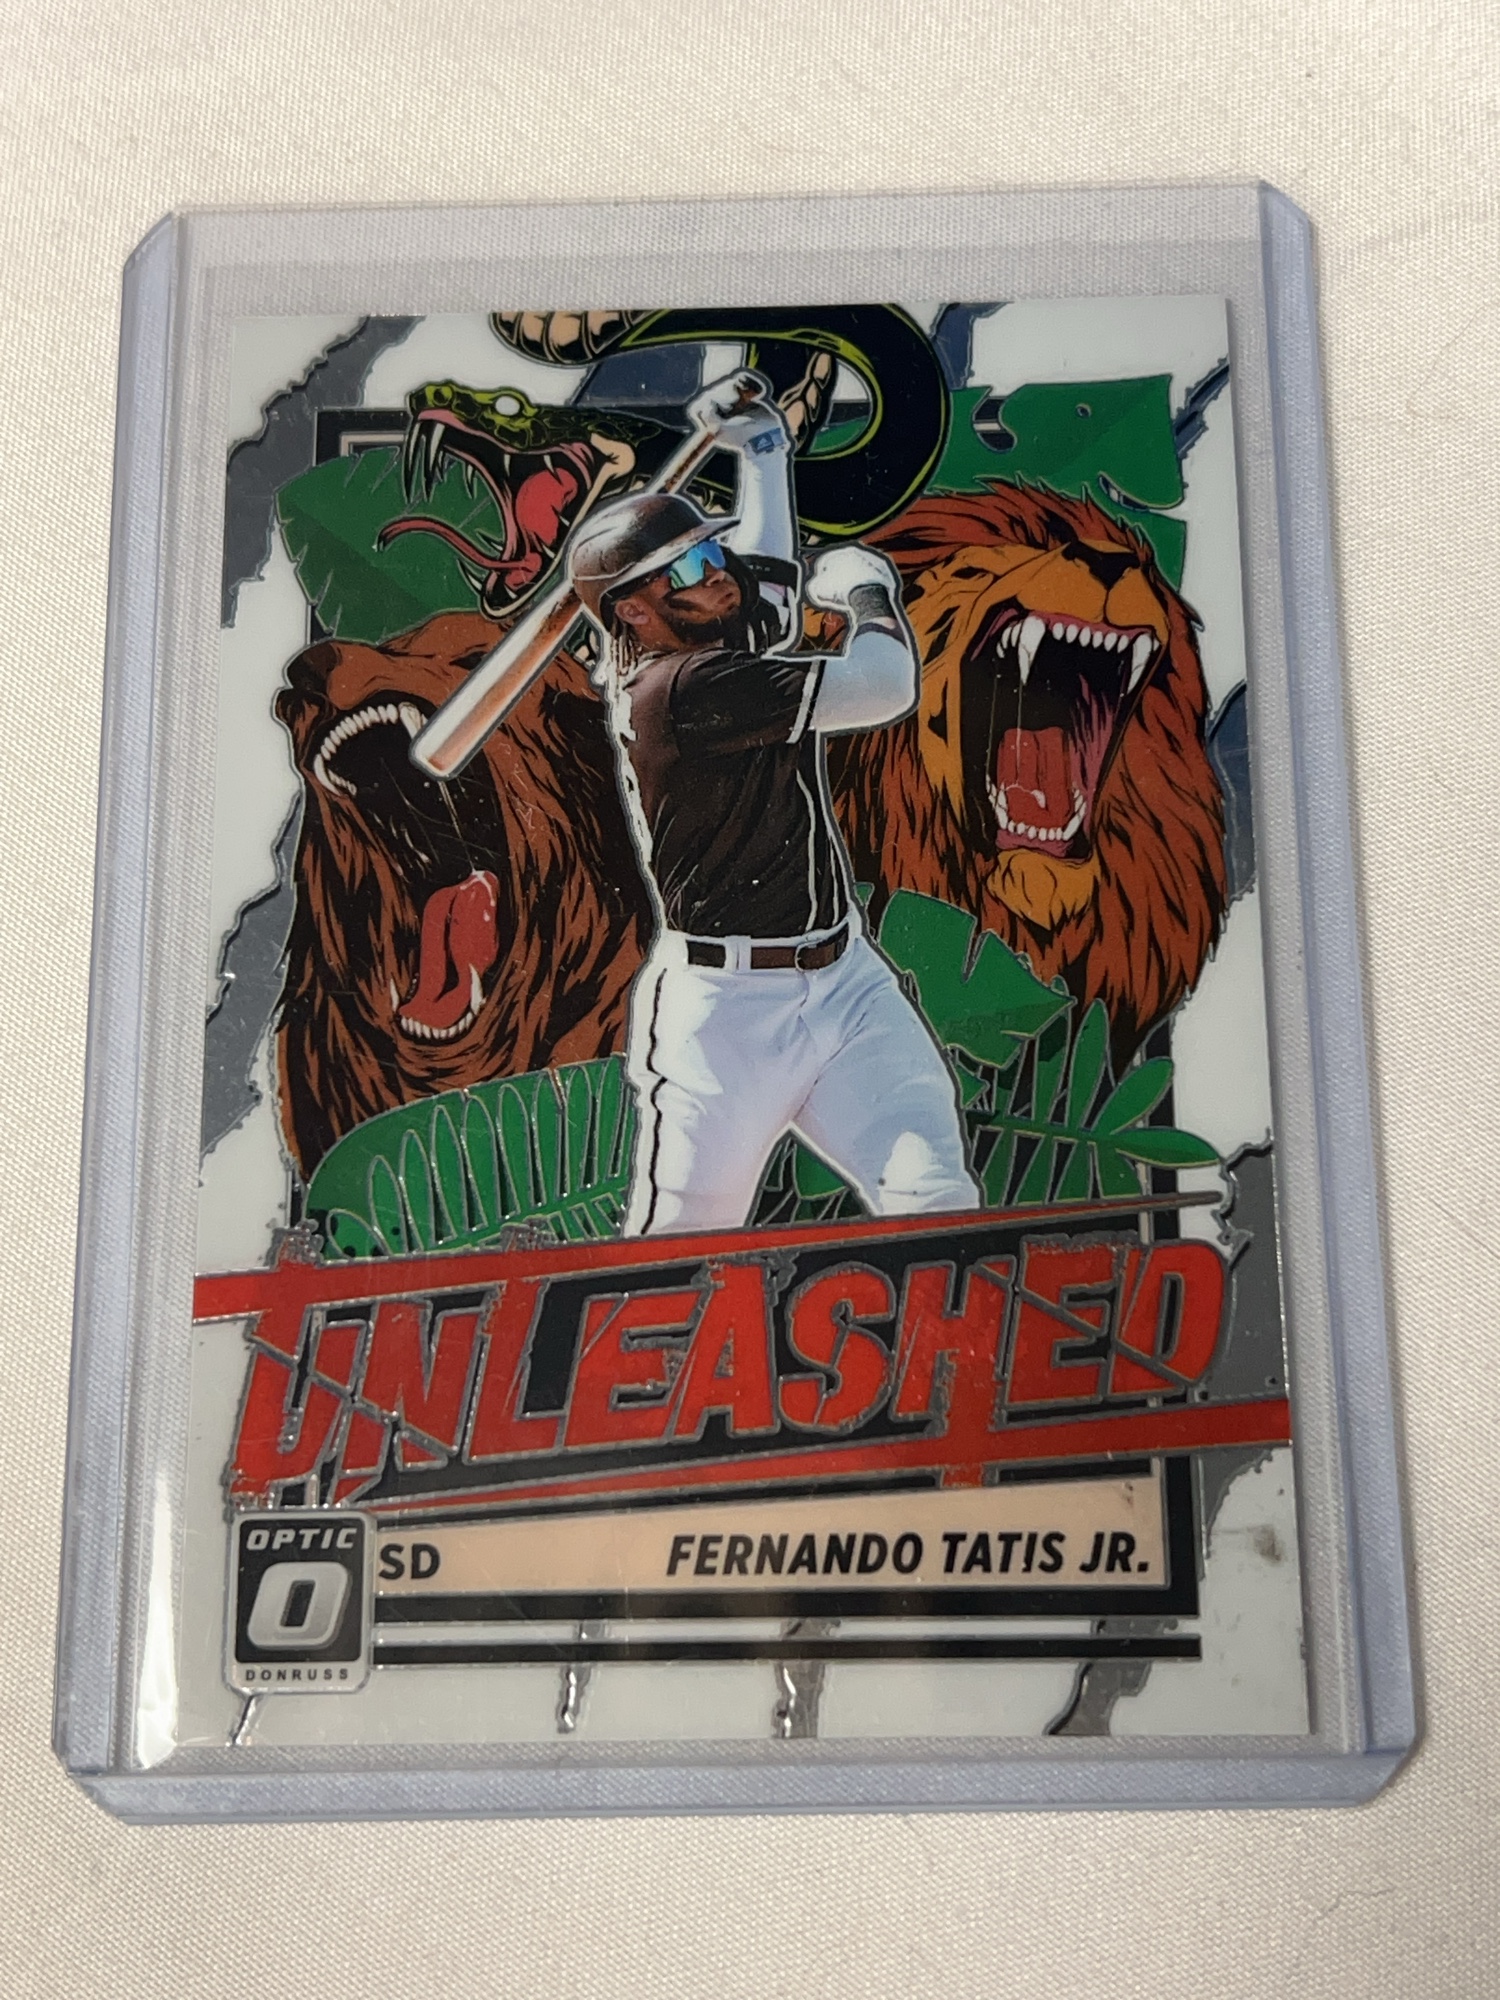 UNLEASHED
OPTIC
SD FERNANDO TATIS JR.
O
DONRUSS